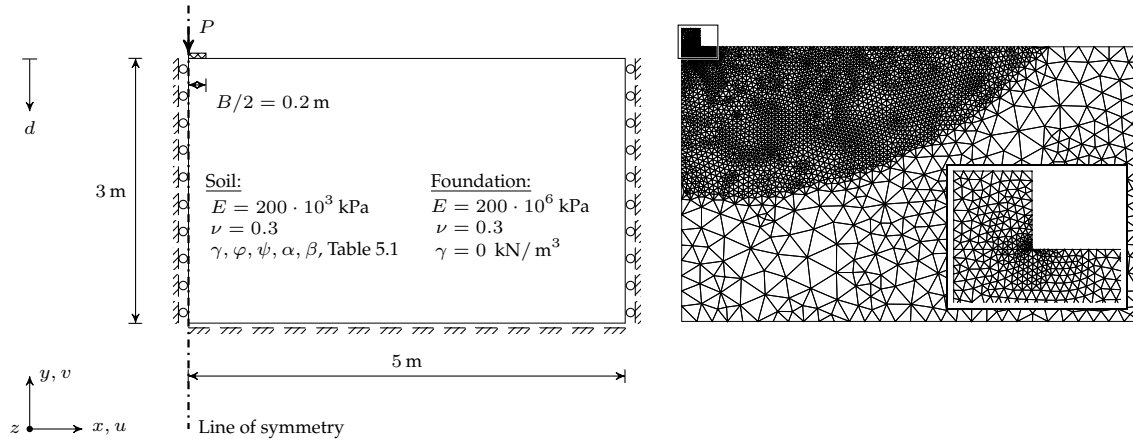 P
d
B/2 = 0.2 m
3 m
Soil:
E = 200 · 10³ kPa
ν = 0.3
γ, φ, ψ, α, β, Table 5.1
Foundation:
E = 200 · 10⁶ kPa
ν = 0.3
γ = 0 kN/m³
5 m
y, v
z
x, u
Line of symmetry